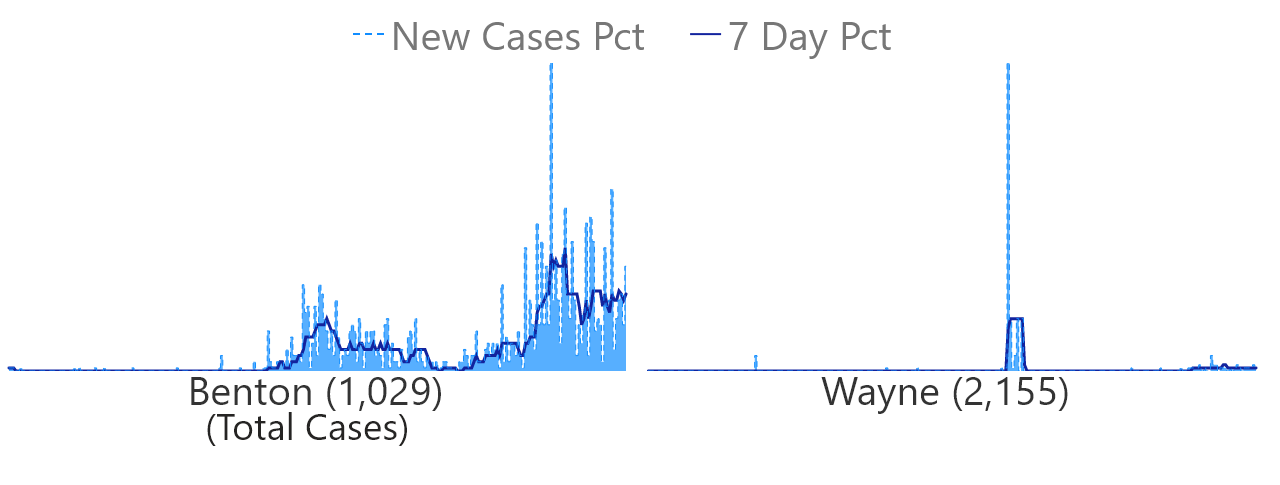 New Cases Pct 7 Day Pct
Benton (1,029) Wayne (2,155)
(Total Cases)